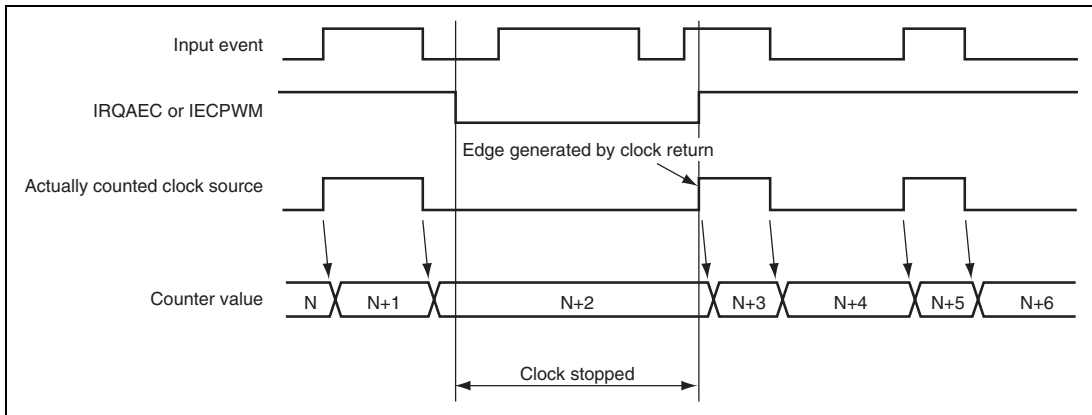 Input event
IRQAEC or IECPWM
Edge generated by clock return
Actually counted clock source
Counter value
N
N+1
N+2
N+3
N+4
N+5
N+6
Clock stopped